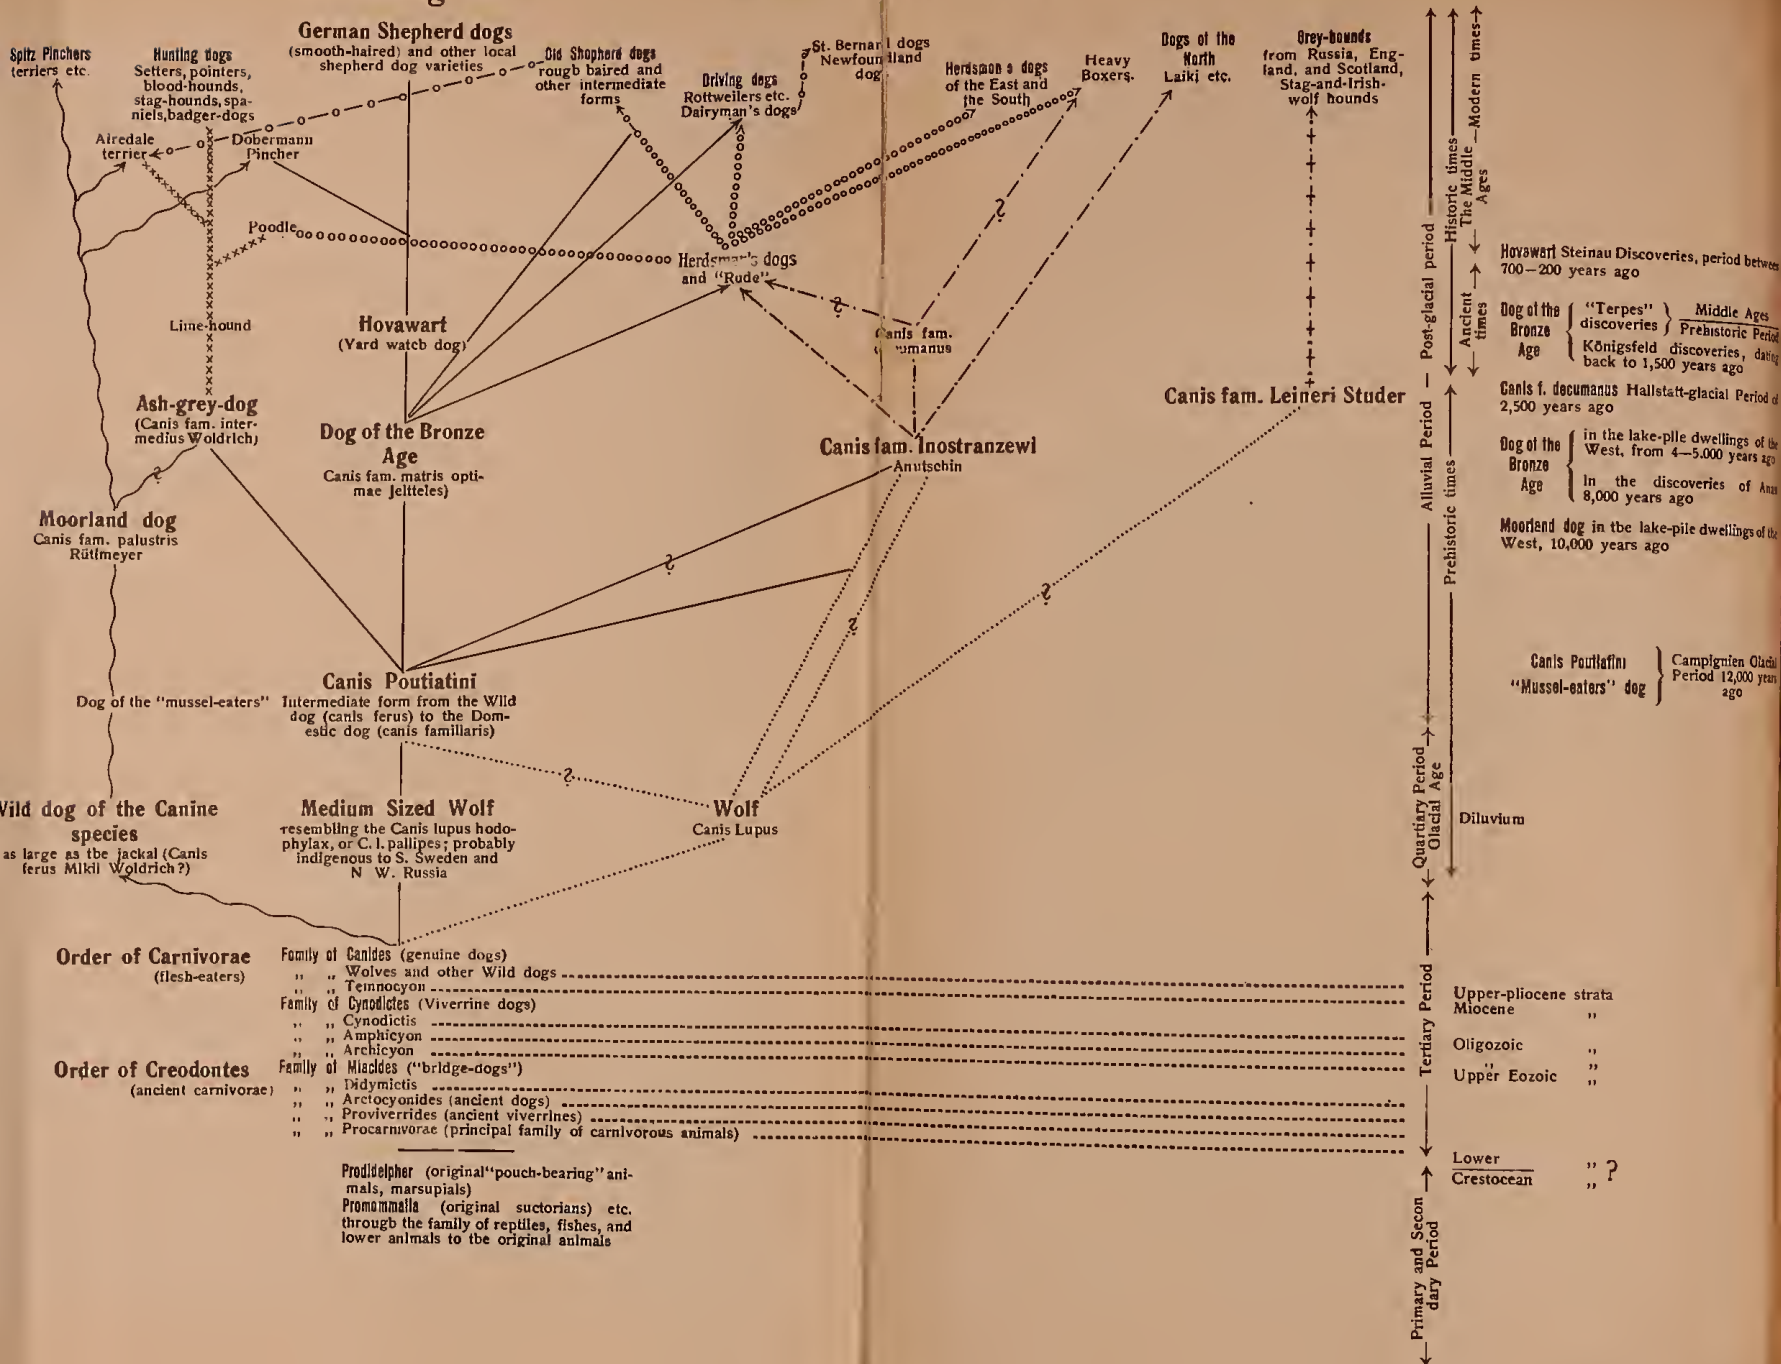 Spitz Pinchers
terriers etc.
Hunting dogs
Setters, pointers,
blood-hounds,
stag-hounds, spa-
niels, badger-dogs
German Shepherd dogs
(smooth-haired) and other local
shepherd dog varieties
Old Shepherd dogs
rough haired and
other intermediate
forms
Driving dogs
Rottweilers etc.
Dairyman's dogs
St. Bernard dogs
Newfoundland
dog
Herdsmen's dogs
of the East and
the South
Heavy
Boxers.
Dogs of the
North
Laiki etc.
Grey-hounds
from Russia, Eng-
land, and Scotland,
Stag-and-Irish-
wolf hounds
Airedale
terrier
Dobermann
Pincher
Poodle
Herdsman's dogs
and "Rude"
Lime-hound
Hovawart
(Yard watch dog)
Canis fam.
Ash-grey-dog
(Canis fam. inter-
medius Woldrich)
Dog of the Bronze
Age
Canis fam. matris opti-
mae Jeitteles)
Canis fam. Inostranzewi
Anutschin
Canis fam. Leineri Studer
Moorland dog
Canis fam. palustris
Rütimeyer
?
?
?
?
?
?
?
Canis Poutiatini
Intermediate form from the Wild
dog (canis ferus) to the Dom-
estic dog (canis familiaris)
Dog of the "mussel-eaters"
Wild dog of the Canine
species
as large as the jackal (Canis
ferus Mikii Woldrich?)
Medium Sized Wolf
resembling the Canis lupus hodo-
phylax, or C. l. pallipes; probably
indigenous to S. Sweden and
N W. Russia
Wolf
Canis Lupus
Order of Carnivorae
(flesh-eaters)
Family of Canides (genuine dogs)
,, ,, Wolves and other Wild dogs
,, ,, Temnocyon
Family of Cynodictes (Viverrine dogs)
,, ,, Cynodictis
,, ,, Amphicyon
,, ,, Archicyon
Order of Creodontes
(ancient carnivorae)
Family of Miacides ("bridge-dogs")
,, ,, Didymictis
,, ,, Arctocyonides (ancient dogs)
,, ,, Proviverrides (ancient viverrines)
,, ,, Procarnivorae (principal family of carnivorous animals)
Prodidelpher (original "pouch-bearing" ani-
mals, marsupials)
Promammalia (original suctorians) etc.
through the family of reptiles, fishes, and
lower animals to the original animals
Post-glacial period
Alluvial Period
Quartiary Period
Glacial Age
Tertiary Period
Primary and Secon
dary Period
Historic times
Prehistoric times
Modern times
The Middle
Ages
Ancient
times
Diluvium
Hovawart Steinau Discoveries, period between
700—200 years ago
Dog of the
Bronze
Age
"Terpes"
discoveries
Middle Ages
Prehistoric Period
Königsfeld discoveries, dating
back to 1,500 years ago
Canis f. decumanus Hallstatt-glacial Period of
2,500 years ago
Dog of the
Bronze
Age
in the lake-pile dwellings of the
West, from 4—5.000 years ago
In the discoveries of
8,000 years ago
Moorland dog in the lake-pile dwellings of the
West, 10,000 years ago
Canis Poutiatini
"Mussel-eaters" dog
Campignien Glacial
Period 12,000 years
ago
Upper-pliocene strata
Miocene ,,
Oligozoic ,,
,, ,,
Upper Eozoic ,,
Lower ,, ?
Crestocean ,,